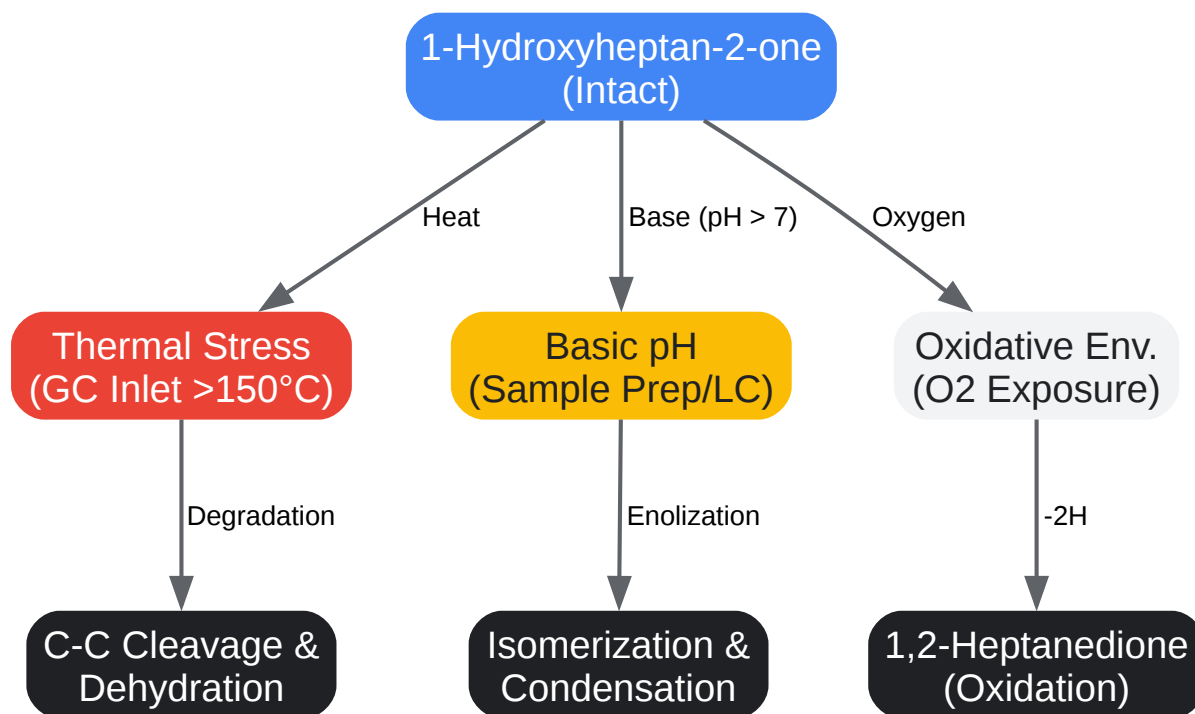 1-Hydroxyheptan-2-one
(Intact)
Heat
Base (pH > 7)
Oxygen
Thermal Stress
(GC Inlet >150°C)
Basic pH
(Sample Prep/LC)
Oxidative Env.
(O2 Exposure)
Degradation
Enolization
-2H
C-C Cleavage &
Dehydration
Isomerization &
Condensation
1,2-Heptanedione
(Oxidation)